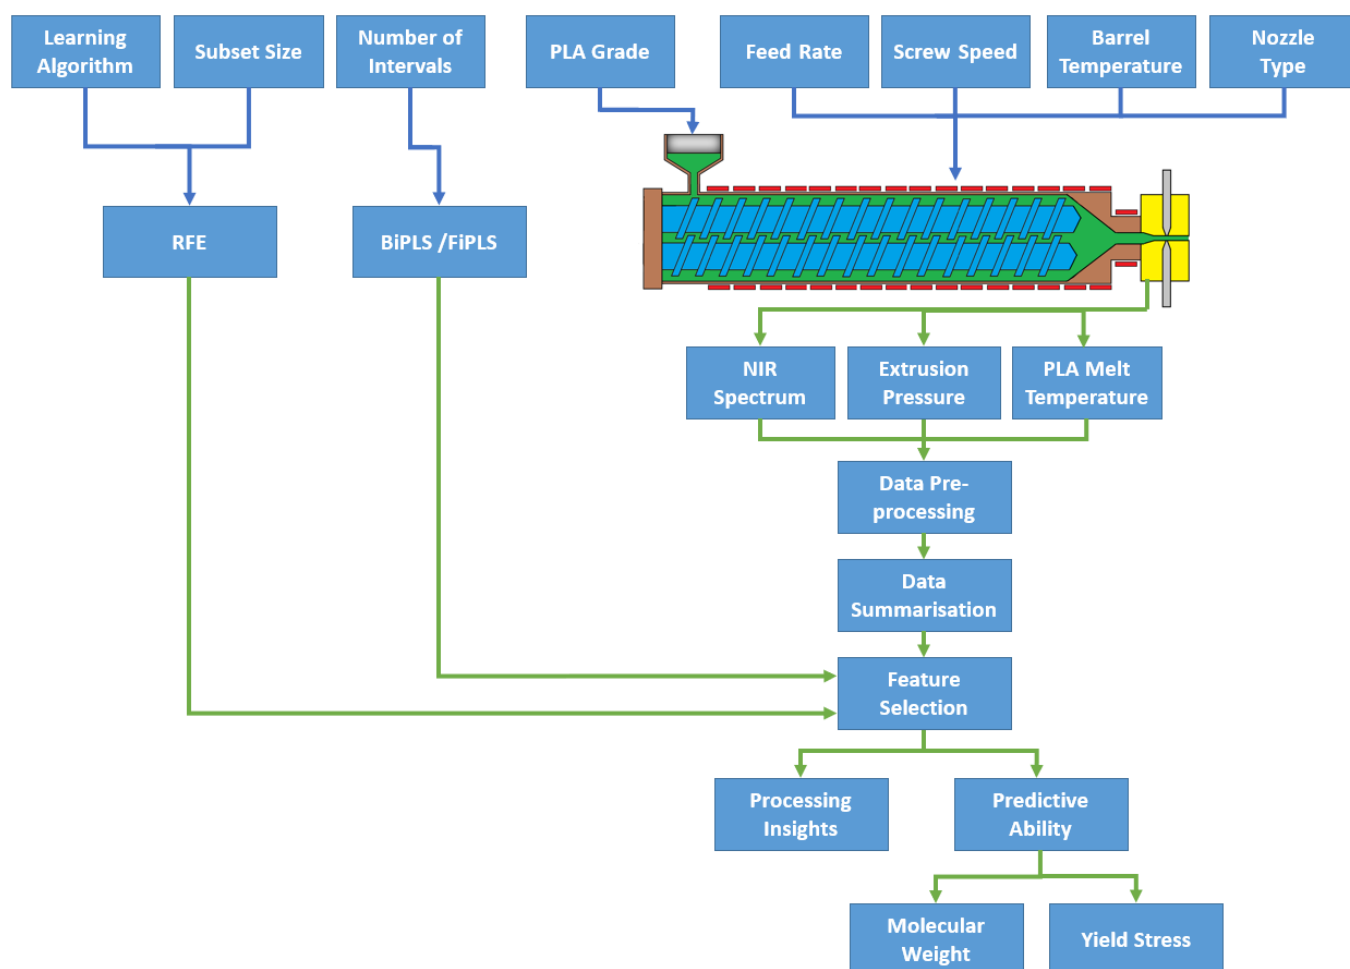 Learning
Algorithm
Subset Size
Number of
Intervals
PLA Grade
Feed Rate
Screw Speed
Barrel
Temperature
Nozzle
Type
RFE
BiPLS /FiPLS
NIR
Spectrum
Extrusion
Pressure
PLA Melt
Temperature
Data Pre-
processing
Data
Summarisation
Feature
Selection
Processing
Insights
Predictive
Ability
Molecular
Weight
Yield Stress